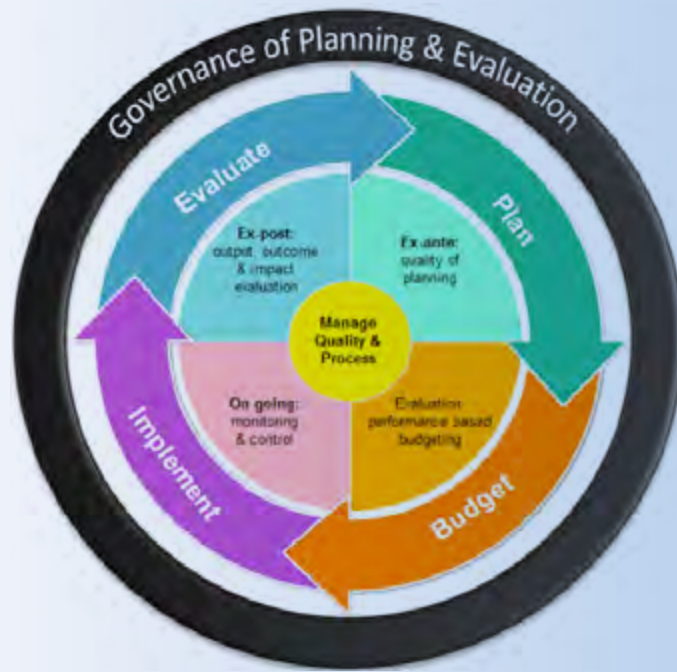 Governance of Planning & Evaluation
Evaluate
Plan
Ex-post:
output, outcome
& impact
evaluation
Ex-ante:
quality of
planning
Manage
Quality &
Process
On going:
monitoring
& control
Evaluation
performance based
budgeting
Implement
Budget